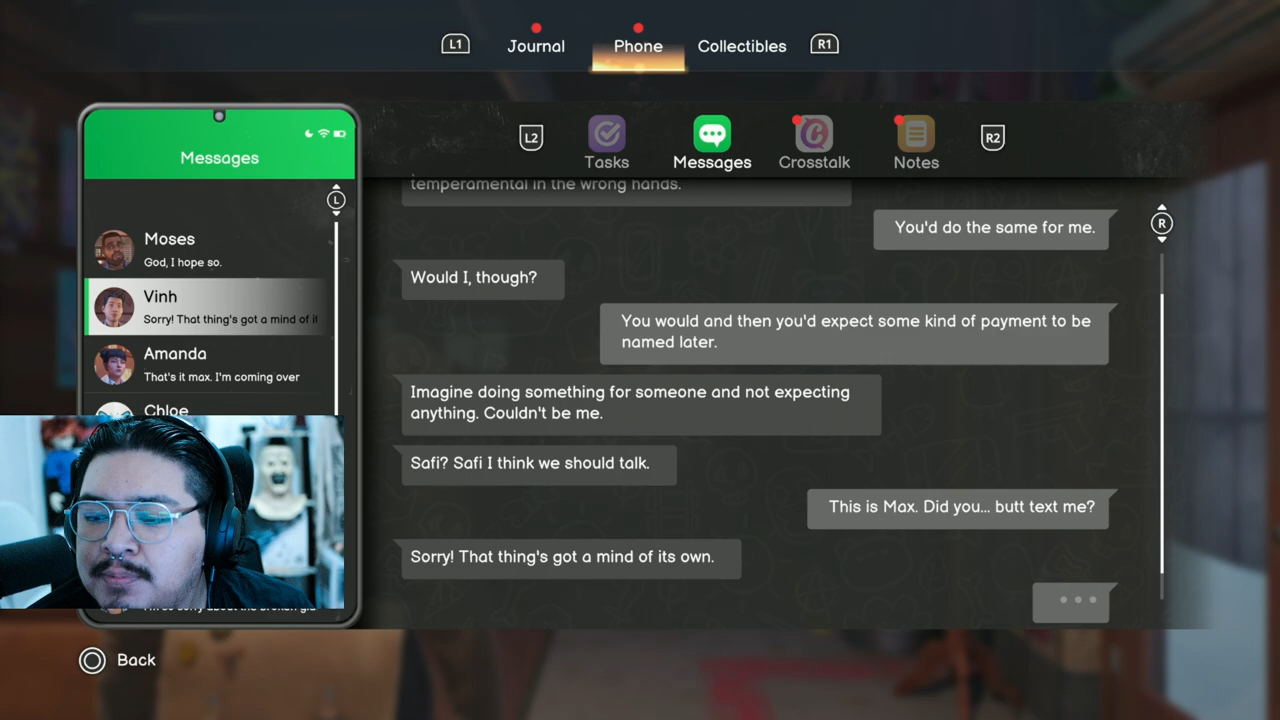 L1
Journal
Phone
Collectibles
R1
Messages
L
Moses
God, I hope so.
Vinh
Sorry! That thing's got a mind of it
Amanda
That's it max. I'm coming over
Chloe
L2
Tasks
Messages
Crosstalk
Notes
R2
temperamental in the wrong hands.
You'd do the same for me.
R
Would I, though?
You would and then you'd expect some kind of payment to be
named later.
Imagine doing something for someone and not expecting
anything. Couldn't be me.
Safi? Safi I think we should talk.
This is Max. Did you... butt text me?
Sorry! That thing's got a mind of its own.
Back